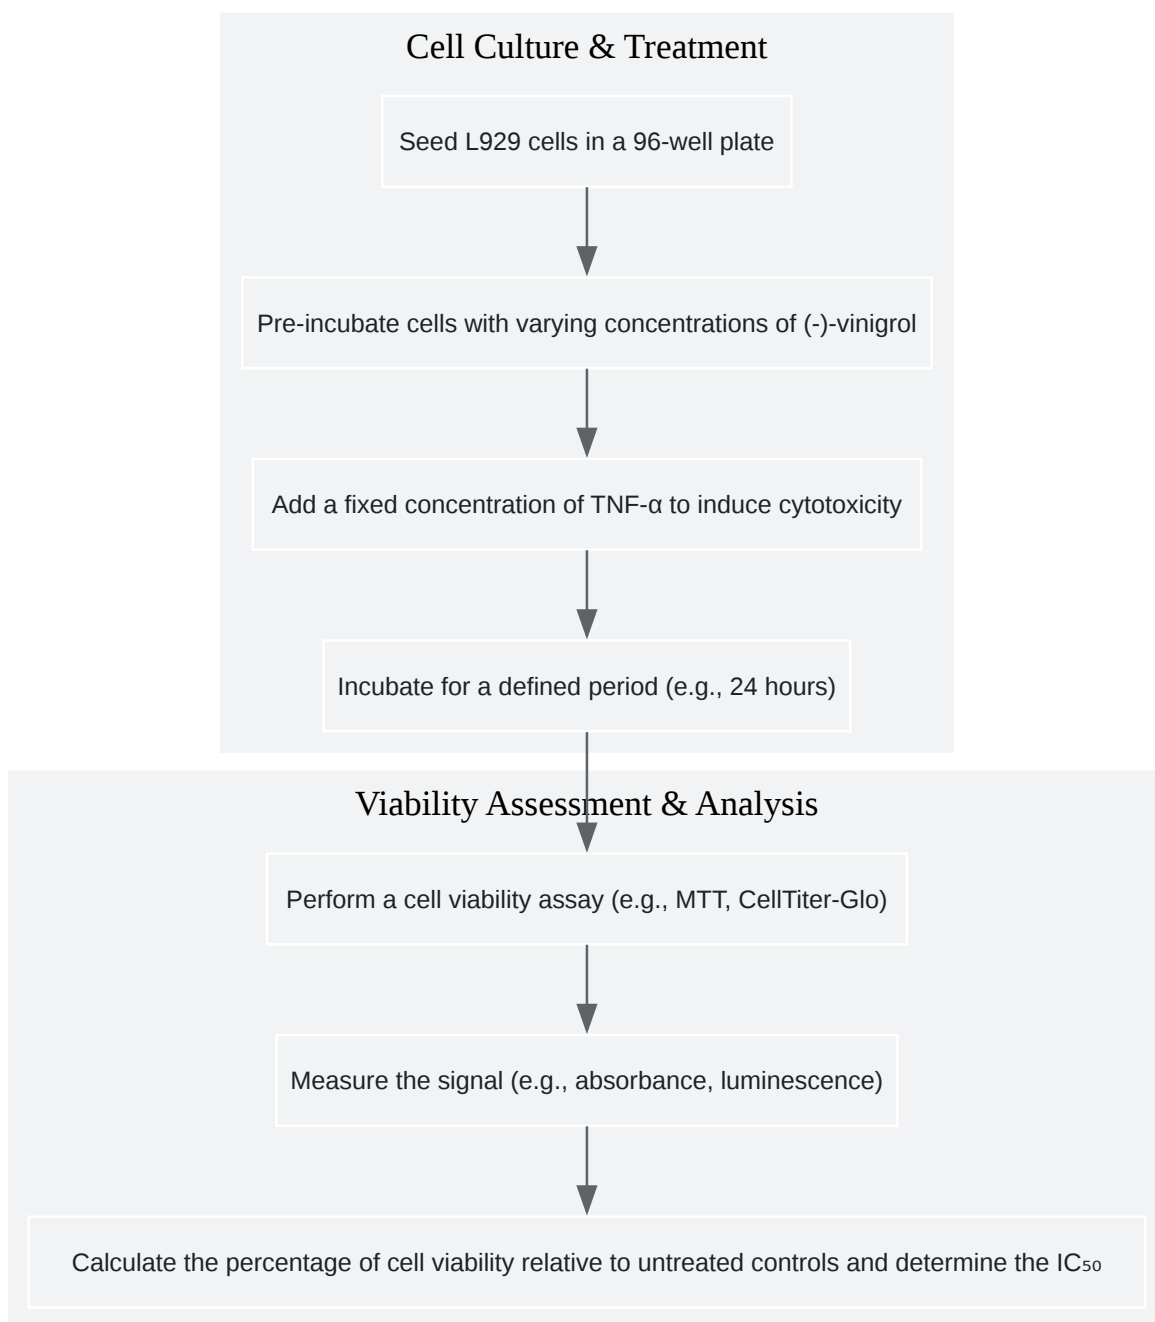 Cell Culture & Treatment
Seed L929 cells in a 96-well plate
Pre-incubate cells with varying concentrations of (-)-vinigrol
Add a fixed concentration of TNF-α to induce cytotoxicity
Incubate for a defined period (e.g., 24 hours)
Viability Assessment & Analysis
Perform a cell viability assay (e.g., MTT, CellTiter-Glo)
Measure the signal (e.g., absorbance, luminescence)
Calculate the percentage of cell viability relative to untreated controls and determine the IC₅₀